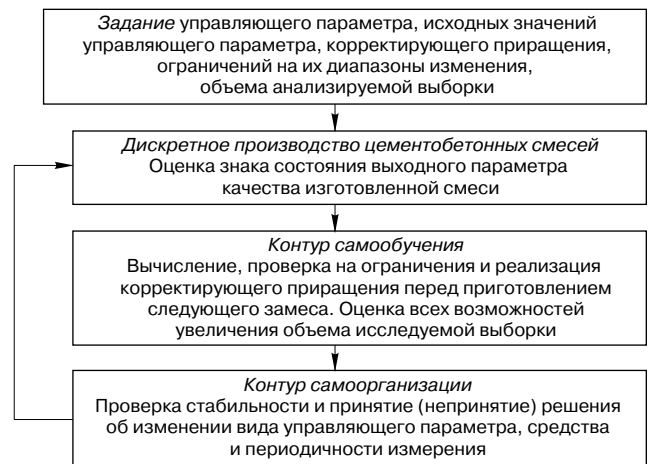 Задание управляющего параметра, исходных значений
управляющего параметра, корректирующего приращения,
ограничений на их диапазоны изменения,
объема анализируемой выборки
Дискретное производство цементобетонных смесей
Оценка знака состояния выходного параметра
качества изготовленной смеси
Контур самообучения
Вычисление, проверка на ограничения и реализация
корректирующего приращения перед приготовлением
следующего замеса. Оценка всех возможностей
увеличения объема исследуемой выборки
Контур самоорганизации
Проверка стабильности и принятие (непринятие) решения
об изменении вида управляющего параметра, средства
и периодичности измерения